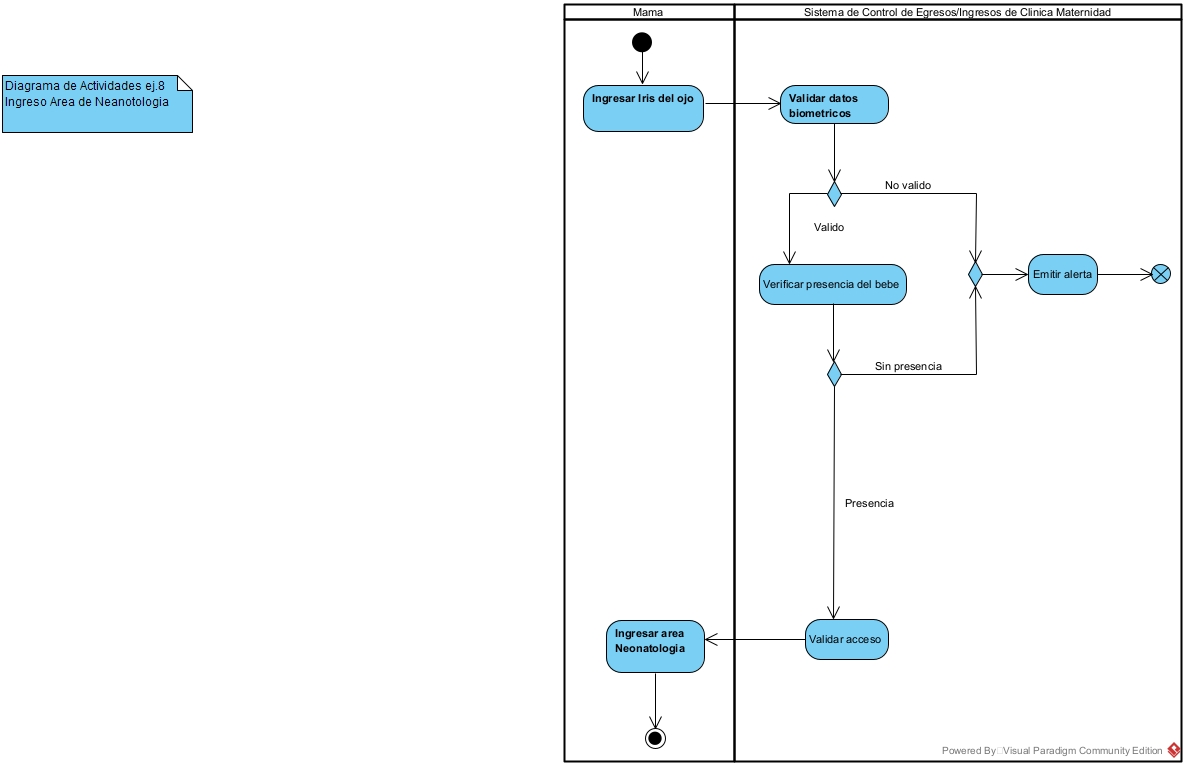 Mama
Sistema de Control de Egresos/Ingresos de Clinica Maternidad
Diagrama de Actividades ej.8
Ingreso Area de Neanotologia
Ingresar Iris del ojo
Validar datos
biometricos
No valido
Valido
Verificar presencia del bebe
Emitir alerta
Sin presencia
Presencia
Ingresar area
Neonatologia
Validar acceso
Powered By Visual Paradigm Community Edition